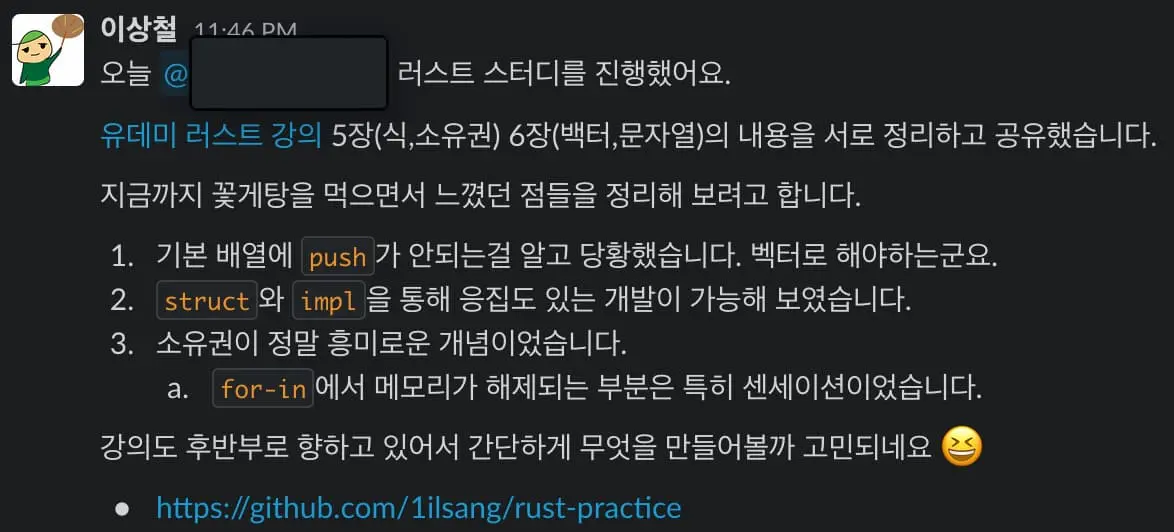 이상철 11:46 PM
오늘 @ 러스트 스터디를 진행했어요.
유데미 러스트 강의 5장(식,소유권) 6장(백터,문자열)의 내용을 서로 정리하고 공유했습니다.
지금까지 꽃게탕을 먹으면서 느꼈던 점들을 정리해 보려고 합니다.
1. 기본 배열에 push가 안되는걸 알고 당황했습니다. 벡터로 해야하는군요.
2. struct와 impl을 통해 응집도 있는 개발이 가능해 보였습니다.
3. 소유권이 정말 흥미로운 개념이었습니다.
a. for-in에서 메모리가 해제되는 부분은 특히 센세이션이었습니다.
강의도 후반부로 향하고 있어서 간단하게 무엇을 만들어볼까 고민되네요 😆
• https://github.com/1ilsang/rust-practice